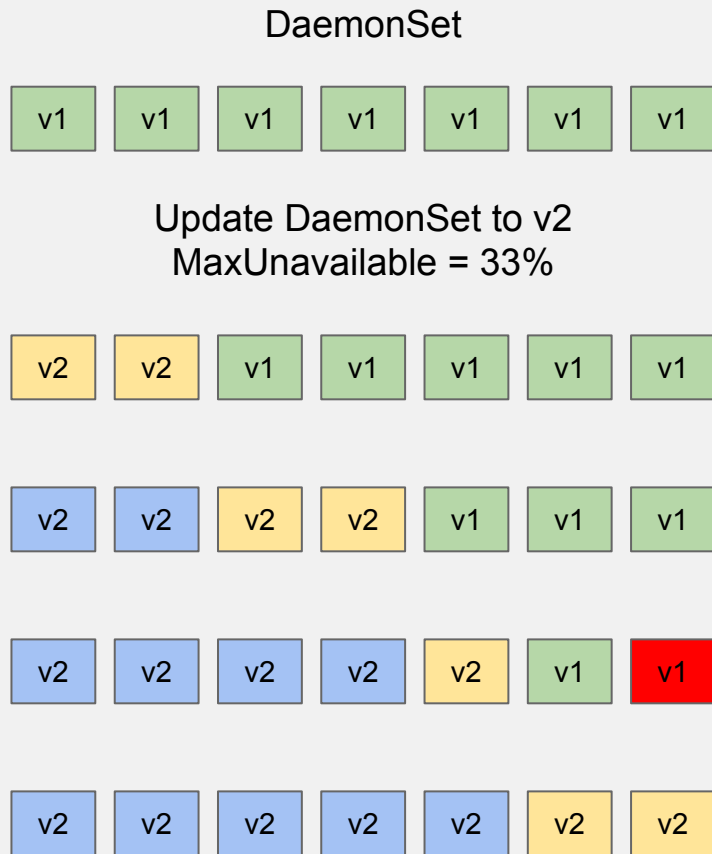 DaemonSet
v1 v1 v1 v1 v1 v1 v1
Update DaemonSet to v2
MaxUnavailable = 33%
v2 v2 v1 v1 v1 v1 v1
v2 v2 v2 v2 v1 v1 v1
v2 v2 v2 v2 v2 v1 v1
v2 v2 v2 v2 v2 v2 v2